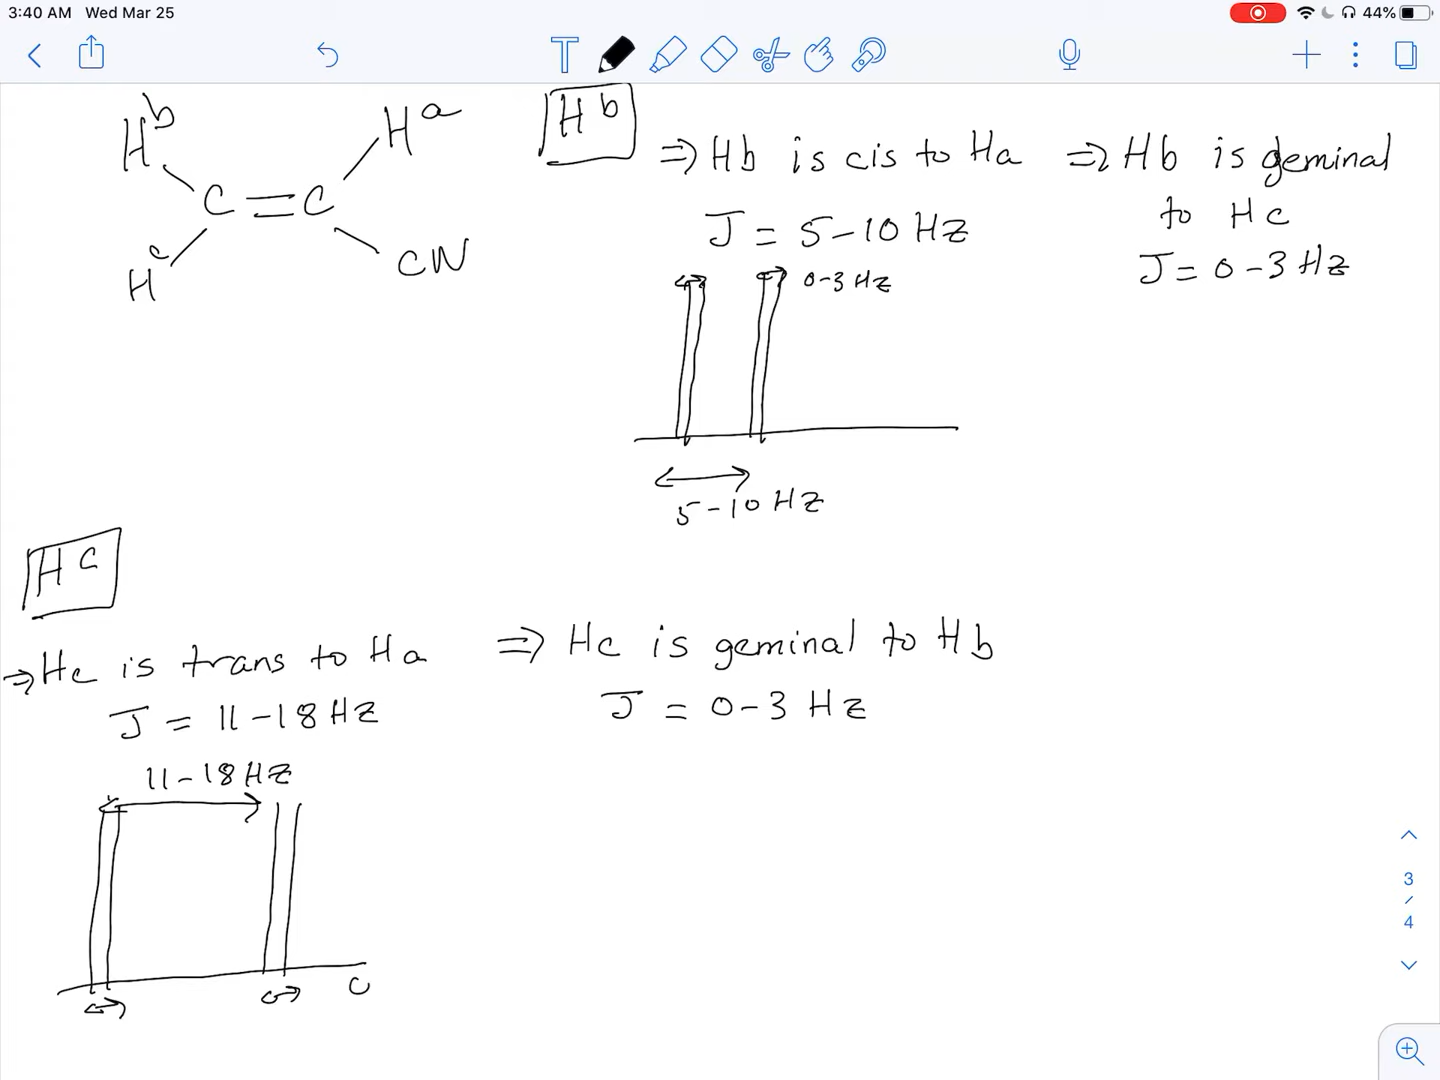 3:40 AM Wed Mar 25
44%
T
H^b
H^a
C = C
H^c
CN
H^b
⇒ Hb is cis to Ha
J = 5-10 Hz
⇒ Hb is geminal
to Hc
J = 0-3 Hz
0-3 Hz
5-10 Hz
H^c
⇒ Hc is trans to Ha
J = 11-18 Hz
⇒ Hc is geminal to Hb
J = 0-3 Hz
11-18 Hz
3
/
4